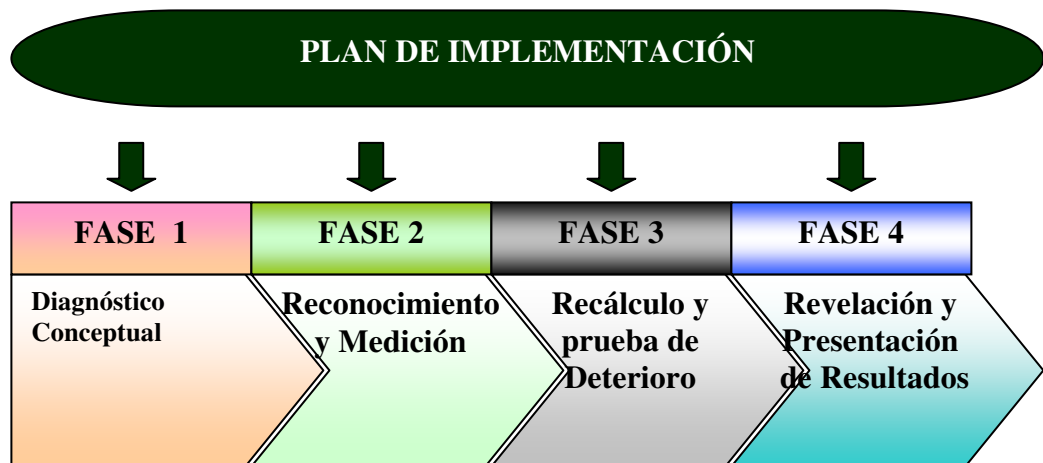 PLAN DE IMPLEMENTACIÓN
FASE 1
FASE 2
FASE 3
FASE 4
Diagnóstico
Conceptual
Reconocimiento
y Medición
Recálculo y
prueba de
Deterioro
Revelación y
Presentación
de Resultados